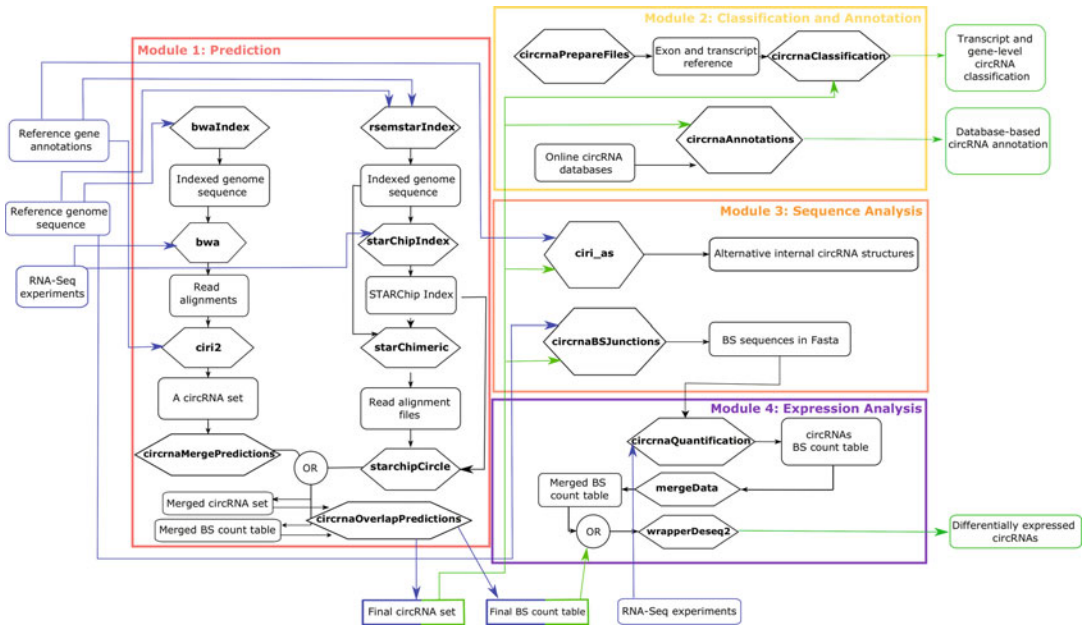 Module 1: Prediction
Reference gene
annotations
Reference genome
sequence
RNA-Seq
experiments
bwaIndex
Indexed genome
sequence
bwa
Read
alignments
ciri2
A circRNA set
circrnaMergePredictions
rsemstarIndex
Indexed genome
sequence
starChipIndex
STARChip Index
starChimeric
Read alignment
files
starchipCircle
OR
Merged circRNA set
Merged BS count table
circrnaOverlapPredictions
Final circRNA set
Final BS count table
RNA-Seq experiments
Module 2: Classification and Annotation
circrnaPrepareFiles
Exon and transcript
reference
circrnaClassification
Transcript and
gene-level
circRNA
classification
circrnaAnnotations
Online circRNA
databases
Database-based
circRNA annotation
Module 3: Sequence Analysis
ciri_as
Alternative internal circRNA structures
circrnaBSJunctions
BS sequences in Fasta
Module 4: Expression Analysis
circrnaQuantification
circRNAs
BS count table
Merged BS
count table
mergeData
OR
wrapperDeseq2
Differentially expressed
circRNAs